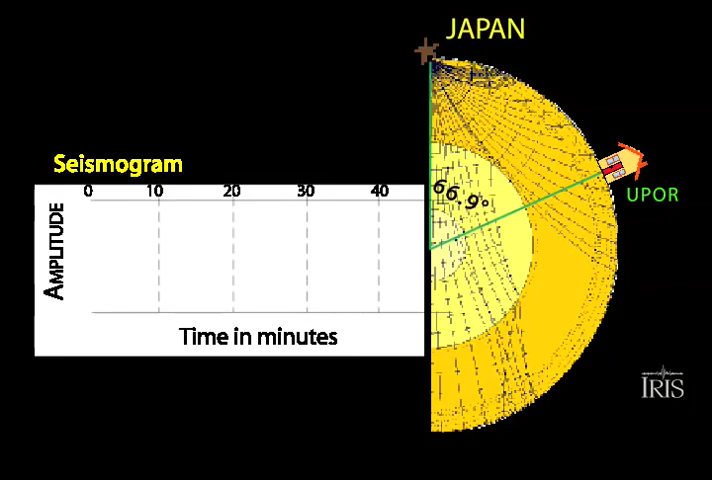 JAPAN
Seismogram
0 10 20 30 40
AMPLITUDE
66.9°
UPOR
Time in minutes
IRIS